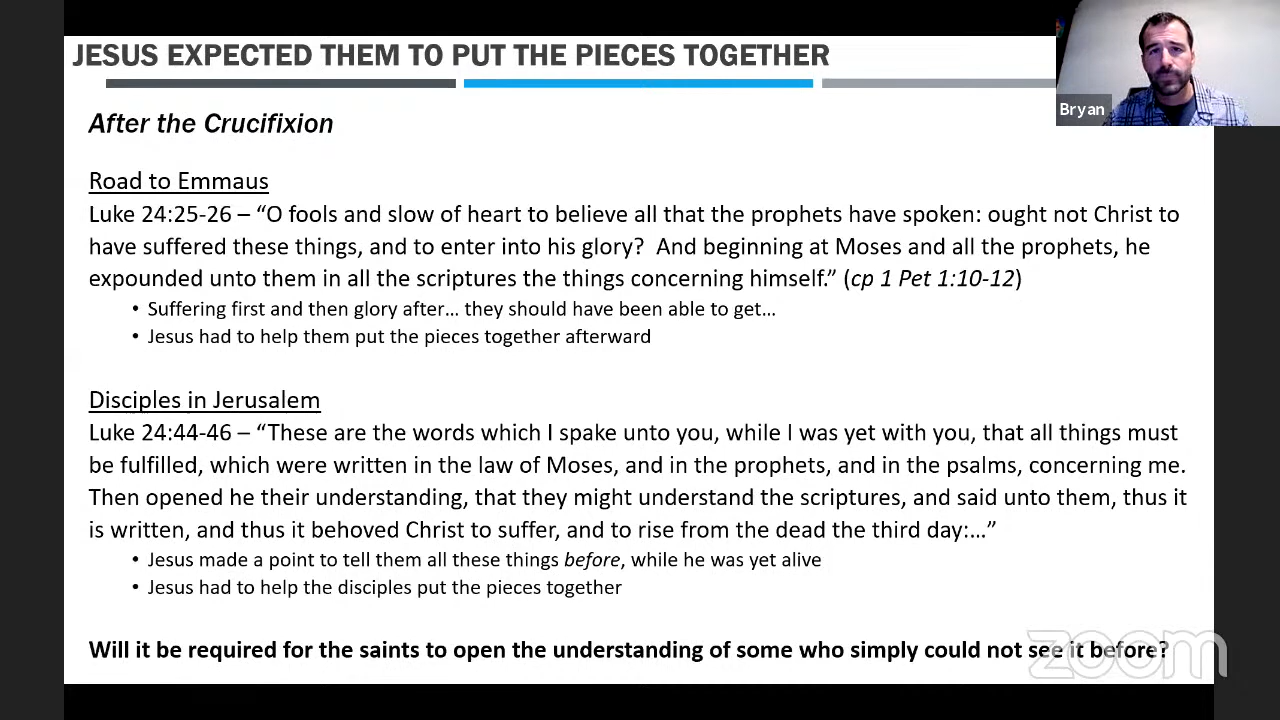 JESUS EXPECTED THEM TO PUT THE PIECES TOGETHER
Bryan
After the Crucifixion
Road to Emmaus
Luke 24:25-26 – “O fools and slow of heart to believe all that the prophets have spoken: ought not Christ to
have suffered these things, and to enter into his glory?  And beginning at Moses and all the prophets, he
expounded unto them in all the scriptures the things concerning himself.” (cp 1 Pet 1:10-12)
• Suffering first and then glory after… they should have been able to get…
• Jesus had to help them put the pieces together afterward
Disciples in Jerusalem
Luke 24:44-46 – “These are the words which I spake unto you, while I was yet with you, that all things must
be fulfilled, which were written in the law of Moses, and in the prophets, and in the psalms, concerning me.
Then opened he their understanding, that they might understand the scriptures, and said unto them, thus it
is written, and thus it behoved Christ to suffer, and to rise from the dead the third day:…”
• Jesus made a point to tell them all these things before, while he was yet alive
• Jesus had to help the disciples put the pieces together
Will it be required for the saints to open the understanding of some who simply could not see it before?
zoom